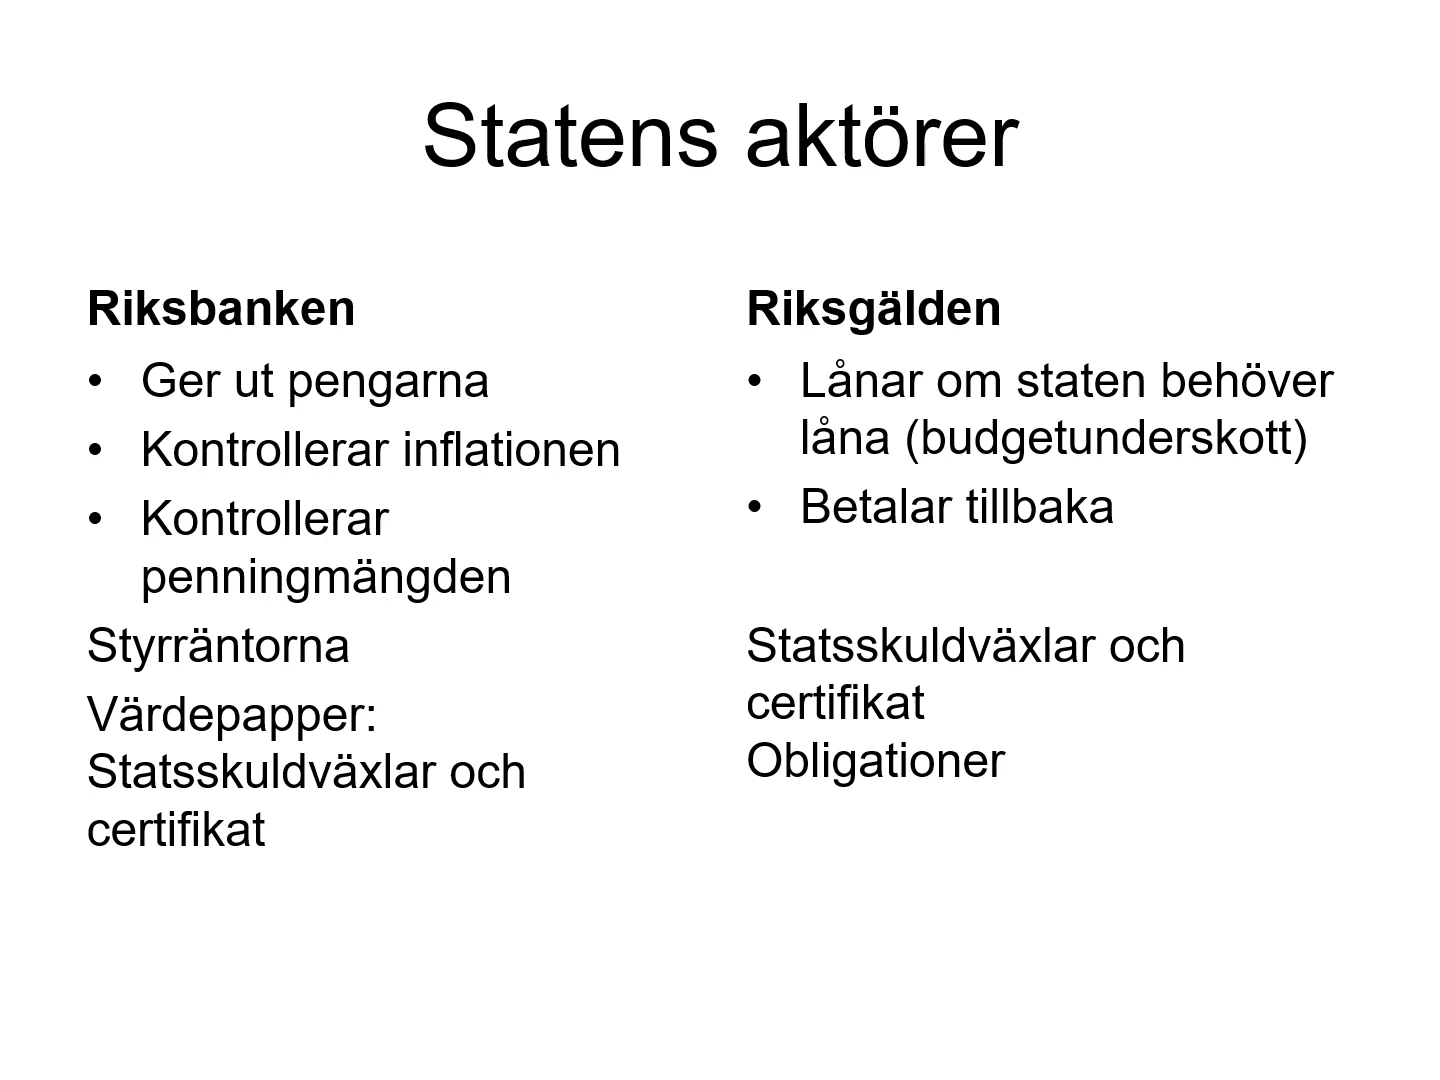 Statens aktörer
Riksbanken
• Ger ut pengarna
• Kontrollerar inflationen
• Kontrollerar
penningmängden
Styrräntorna
Värdepapper:
Statsskuldväxlar och
certifikat
Riksgälden
• Lånar om staten behöver
låna (budgetunderskott)
• Betalar tillbaka
Statsskuldväxlar och
certifikat
Obligationer